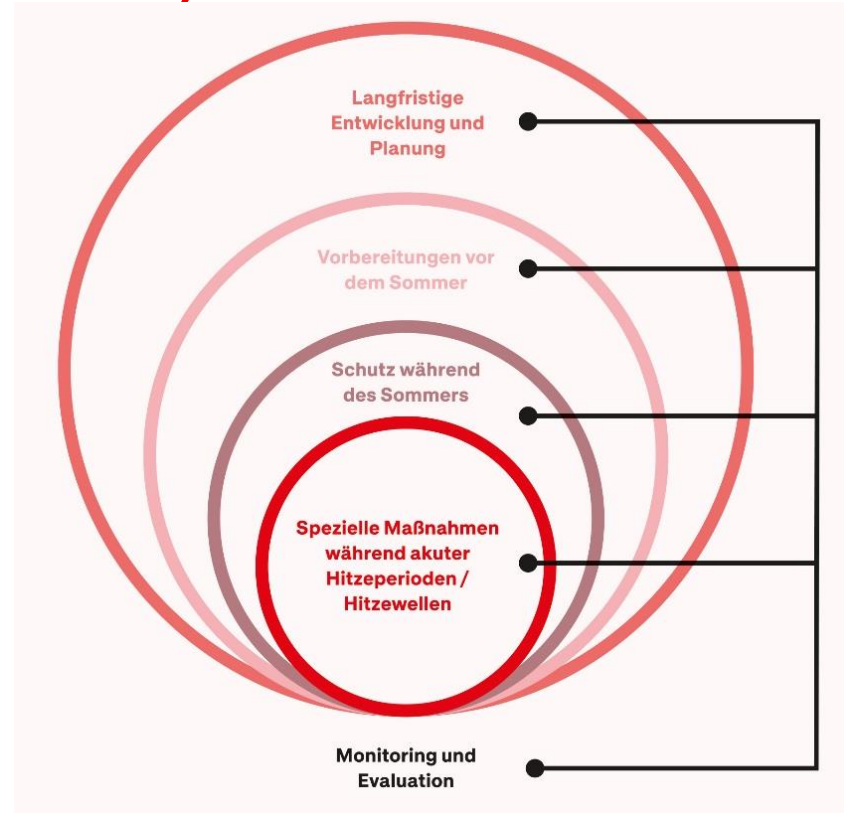 Langfristige
Entwicklung und
Planung
Vorbereitungen vor
dem Sommer
Schutz während
des Sommers
Spezielle Maßnahmen
während akuter
Hitzeperioden /
Hitzewellen
Monitoring und
Evaluation